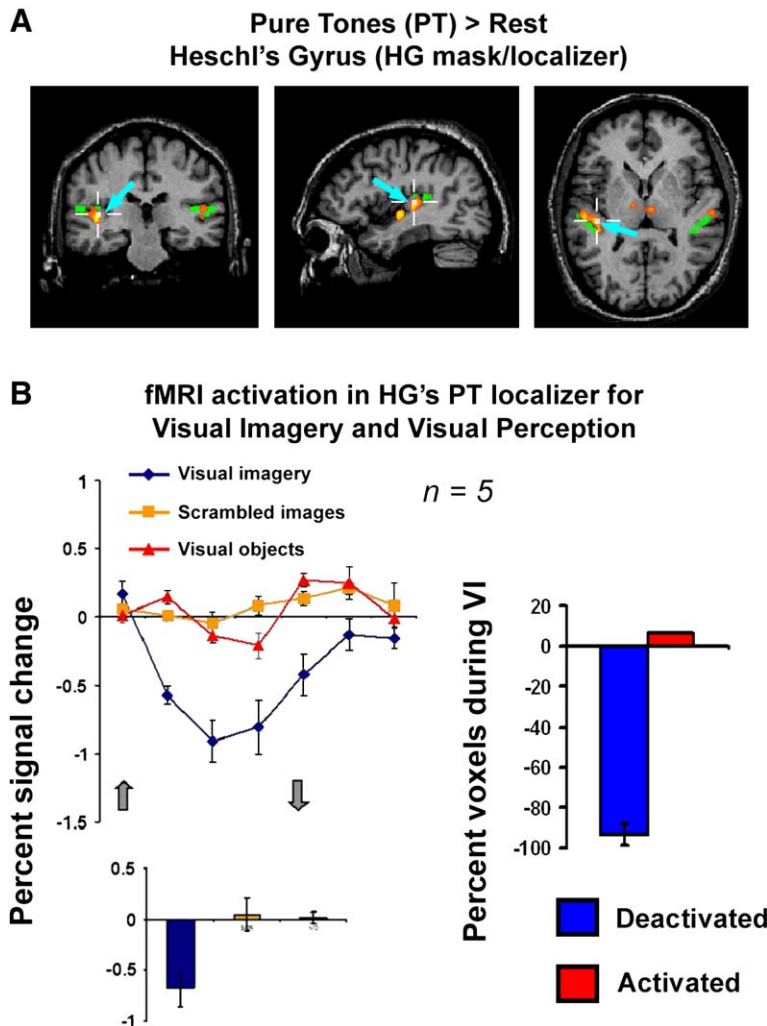 A
Pure Tones (PT) > Rest
Heschl's Gyrus (HG mask/localizer)
B
fMRI activation in HG's PT localizer for
Visual Imagery and Visual Perception
Percent signal change
1
0.5
0
-0.5
-1
-1.5
Visual imagery
Scrambled images
Visual objects
n = 5
0.5
0
-0.5
-1
Percent voxels during VI
20
0
-20
-40
-60
-80
-100
Deactivated
Activated